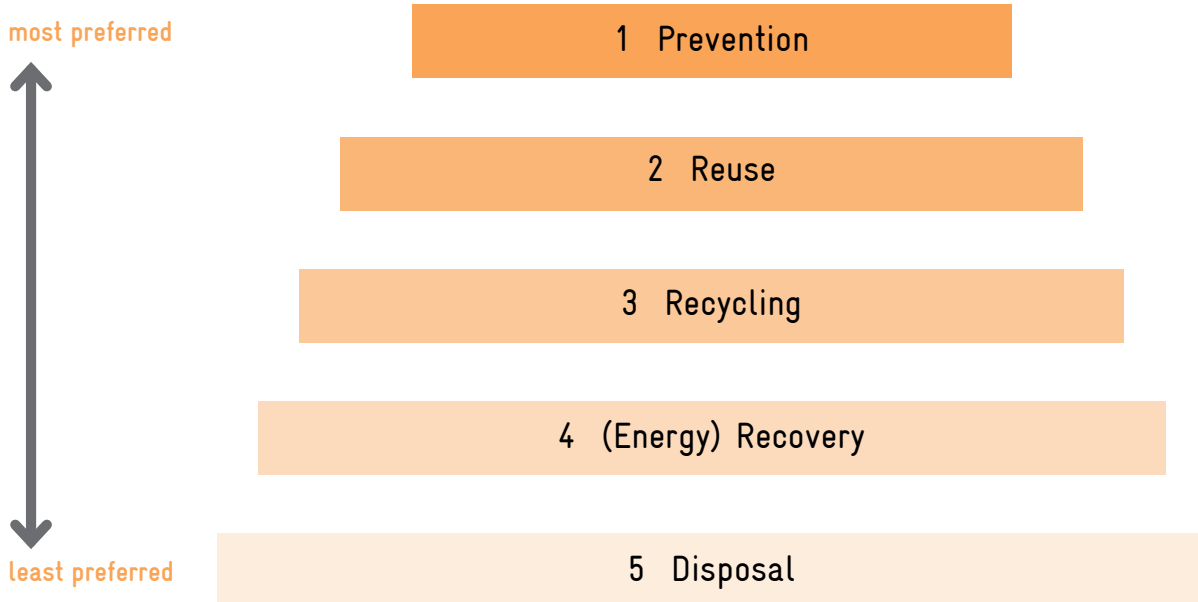 most preferred
1 Prevention
2 Reuse
3 Recycling
4 (Energy) Recovery
least preferred
5 Disposal